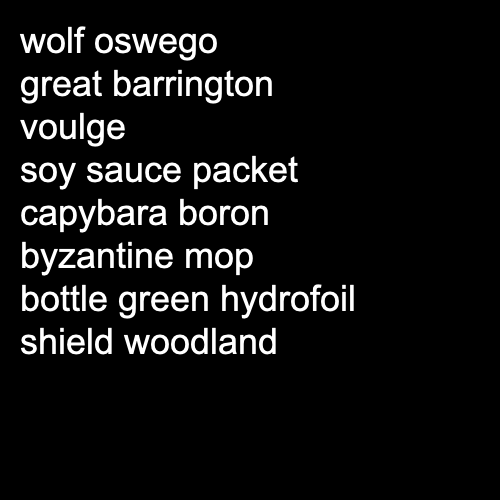 wolf oswego
great barrington
voulge
soy sauce packet
capybara boron
byzantine mop
bottle green hydrofoil
shield woodland